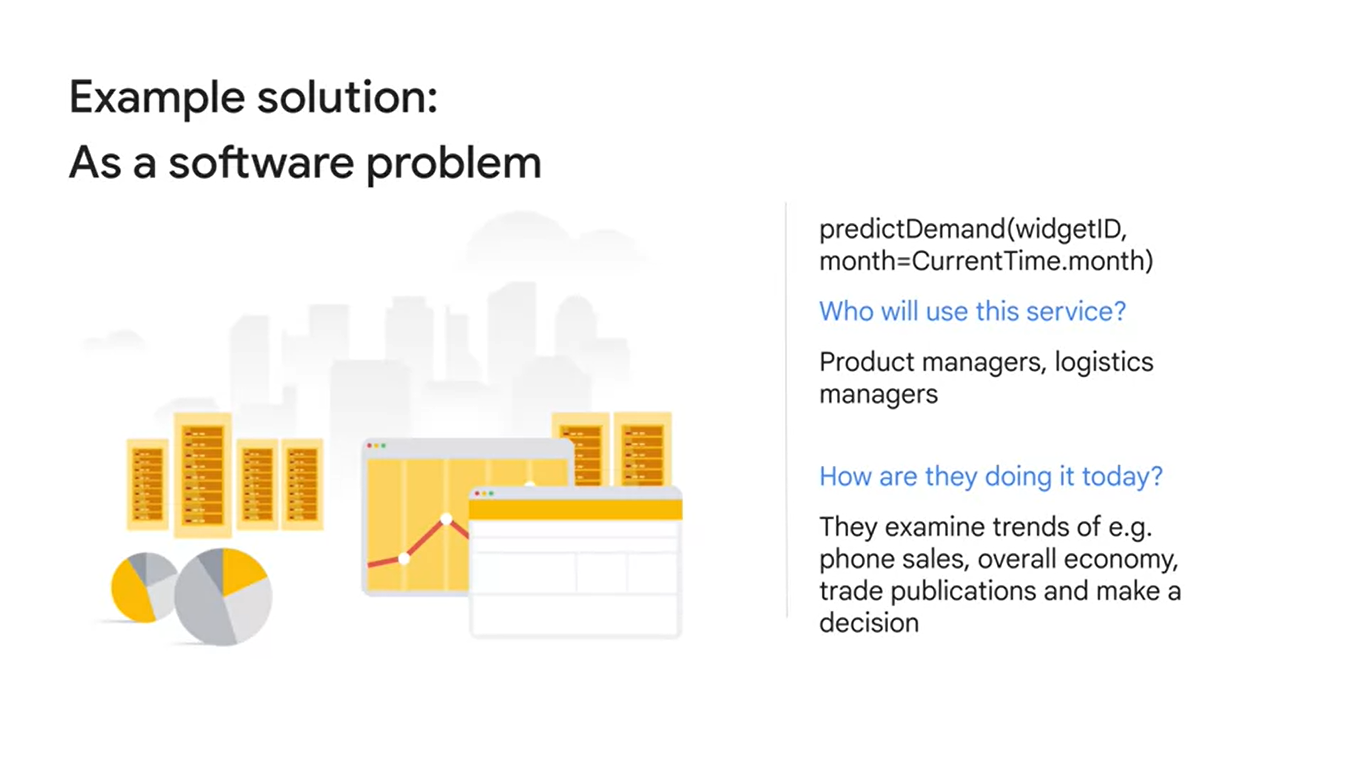 Example solution:
As a software problem
predictDemand(widgetID,
month=CurrentTime.month)
Who will use this service?
Product managers, logistics
managers
How are they doing it today?
They examine trends of e.g.
phone sales, overall economy,
trade publications and make a
decision